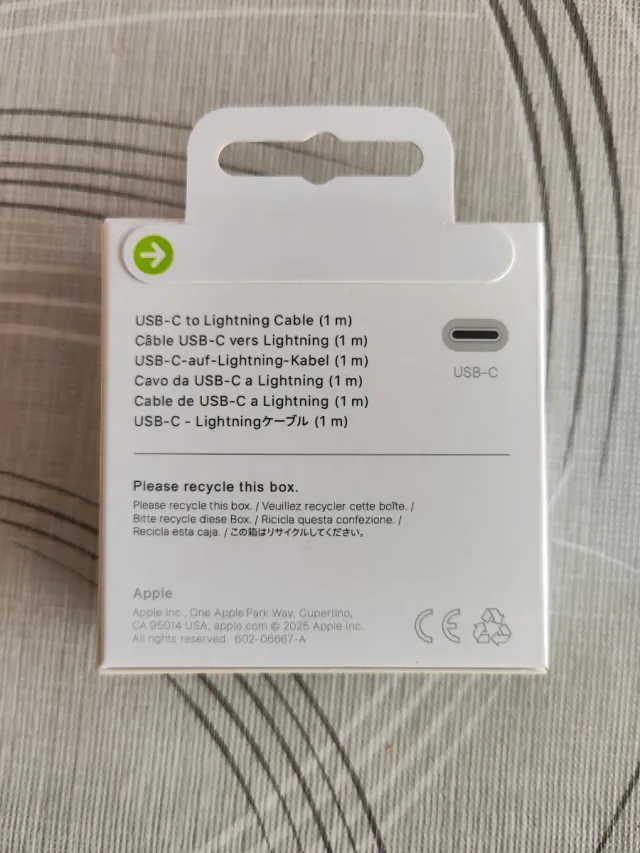 USB-C to Lightning Cable (1 m)
Câble USB-C vers Lightning (1 m)
USB-C-auf-Lightning-Kabel (1 m)
Cavo da USB-C a Lightning (1 m)
Cable de USB-C a Lightning (1 m)
USB-C - Lightningケーブル (1 m)
USB-C
Please recycle this box.
Please recycle this box. / Veuillez recycler cette boîte. /
Bitte recycle diese Box. / Ricicla questa confezione. /
Recicla esta caja. / この箱はリサイクルしてください。
Apple
Apple Inc., One Apple Park Way, Cupertino,
CA 95014 USA, apple.com © 2025 Apple Inc.
All rights reserved. 602-06667-A
CE